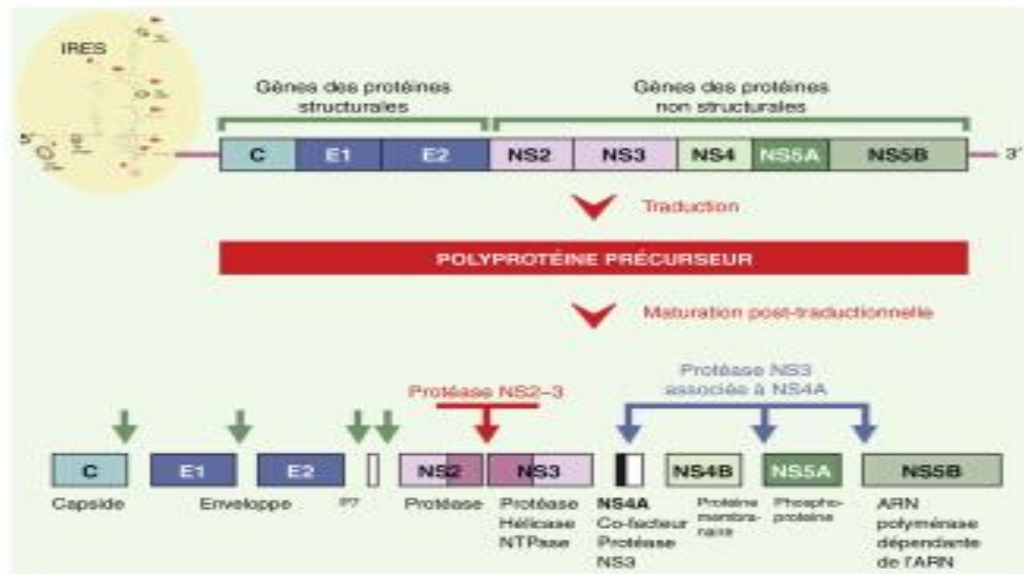 IRES
Gènes des protéines
structurales
Gènes des protéines
non structurales
C E1 E2 NS2 NS3 NS4 NS5A NS5B 3′
Traduction
POLYPROTÉINE PRÉCURSEUR
Maturation post-traductionnelle
Protéase NS2–3
Protéase NS3
associée à NS4A
C E1 E2 NS2 NS3 NS4B NS5A NS5B
Capside Enveloppe P7 Protéase
Protéase
Hélicase
NTPase
NS4A
Co-facteur
Protéase
NS3
Protéine
membra-
naire
Phospho-
protéine
ARN
polymérase
dépendante
de l'ARN